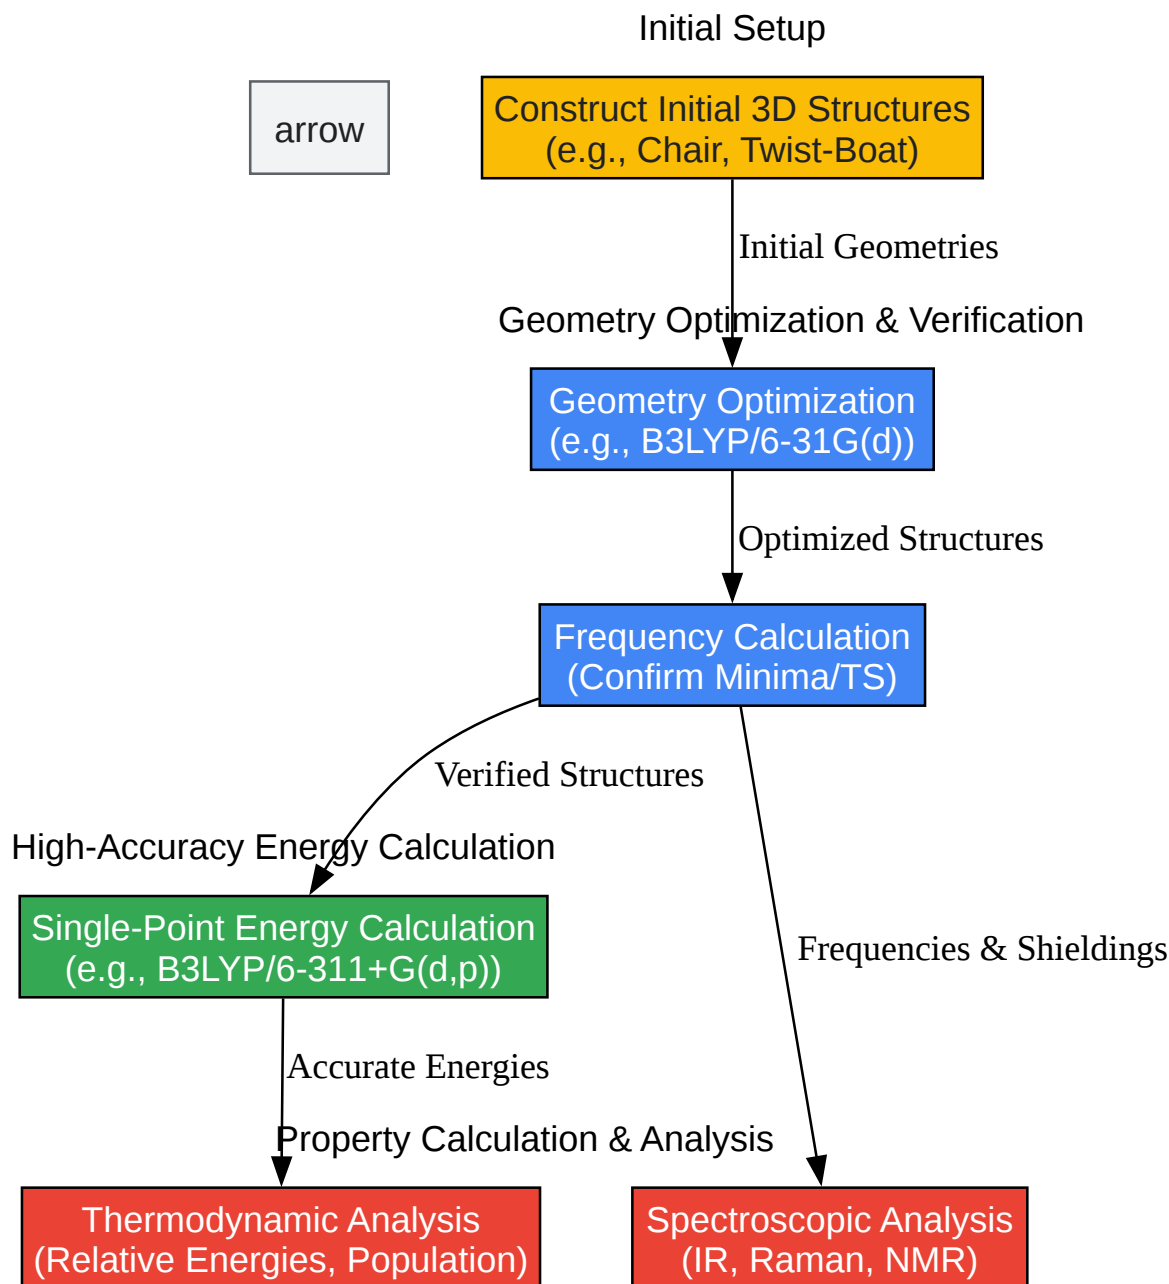 Initial Setup
arrow
Construct Initial 3D Structures
(e.g., Chair, Twist-Boat)
Initial Geometries
Geometry Optimization & Verification
Geometry Optimization
(e.g., B3LYP/6-31G(d))
Optimized Structures
Frequency Calculation
(Confirm Minima/TS)
Verified Structures
High-Accuracy Energy Calculation
Single-Point Energy Calculation
(e.g., B3LYP/6-311+G(d,p))
Frequencies & Shieldings
Accurate Energies
Property Calculation & Analysis
Thermodynamic Analysis
(Relative Energies, Population)
Spectroscopic Analysis
(IR, Raman, NMR)